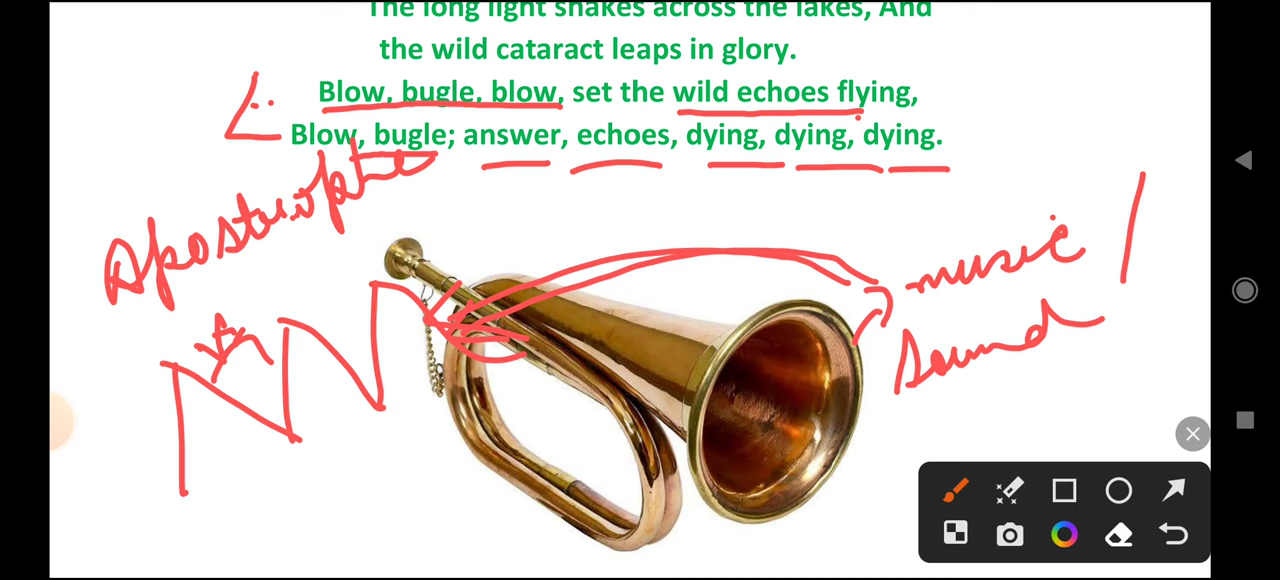 The long light shakes across the lakes, And
the wild cataract leaps in glory.
Blow, bugle, blow, set the wild echoes flying,
Blow, bugle; answer, echoes, dying, dying, dying.
Apostrophe
music /
Sound